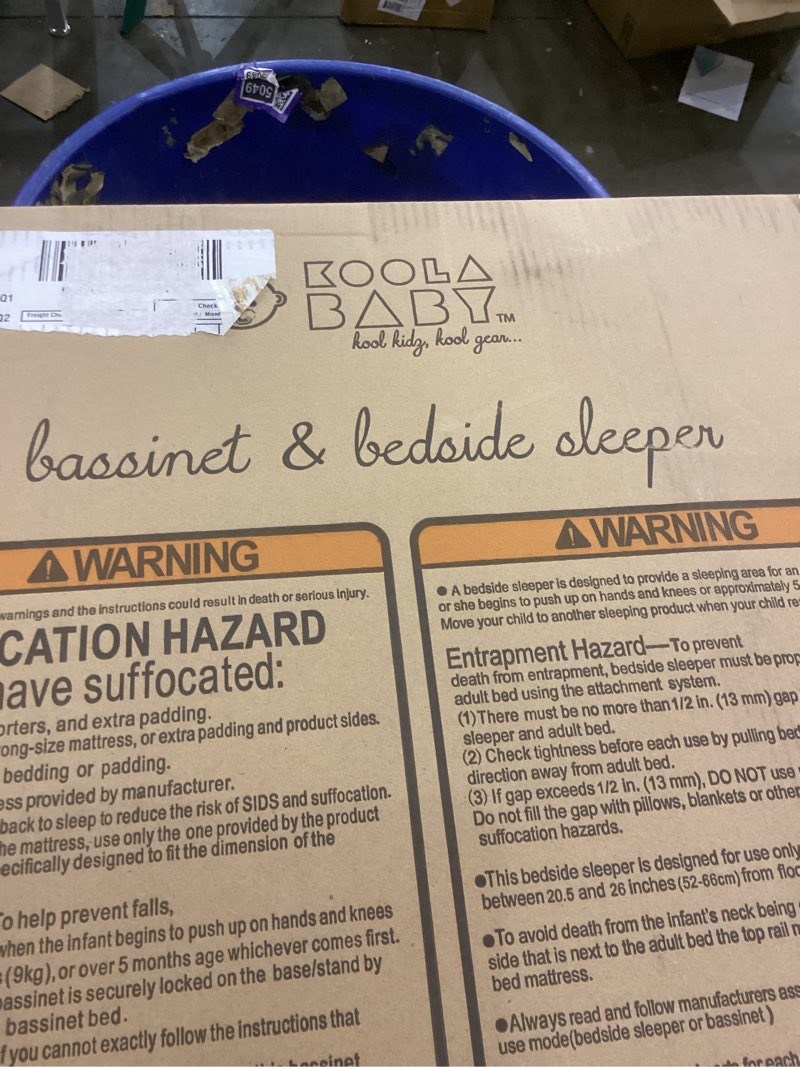 5049
Q1
Check
Mixed
KOOLA
BABY™
kool kidz, kool gear...
bassinet & bedside sleeper
WARNING
warnings and the instructions could result in death or serious injury.
CATION HAZARD
ave suffocated:
orters, and extra padding.
ong-size mattress, or extra padding and product sides.
bedding or padding.
ess provided by manufacturer.
back to sleep to reduce the risk of SIDS and suffocation.
he mattress, use only the one provided by the product
ecifically designed to fit the dimension of the
To help prevent falls,
when the infant begins to push up on hands and knees
(9kg), or over 5 months age whichever comes first.
bassinet is securely locked on the base/stand by
bassinet bed.
f you cannot exactly follow the instructions that
bassinet
WARNING
● A bedside sleeper is designed to provide a sleeping area for an
or she begins to push up on hands and knees or approximately 5
Move your child to another sleeping product when your child re
Entrapment Hazard—To prevent
death from entrapment, bedside sleeper must be prop
adult bed using the attachment system.
(1)There must be no more than 1/2 in. (13 mm) gap
sleeper and adult bed.
(2) Check tightness before each use by pulling bed
direction away from adult bed.
(3) If gap exceeds 1/2 in. (13 mm), DO NOT use
Do not fill the gap with pillows, blankets or other
suffocation hazards.
●This bedside sleeper is designed for use only
between 20.5 and 26 inches (52-66cm) from floo
●To avoid death from the infant's neck being
side that is next to the adult bed the top rail
bed mattress.
●Always read and follow manufacturers ass
use mode(bedside sleeper or bassinet)
for each